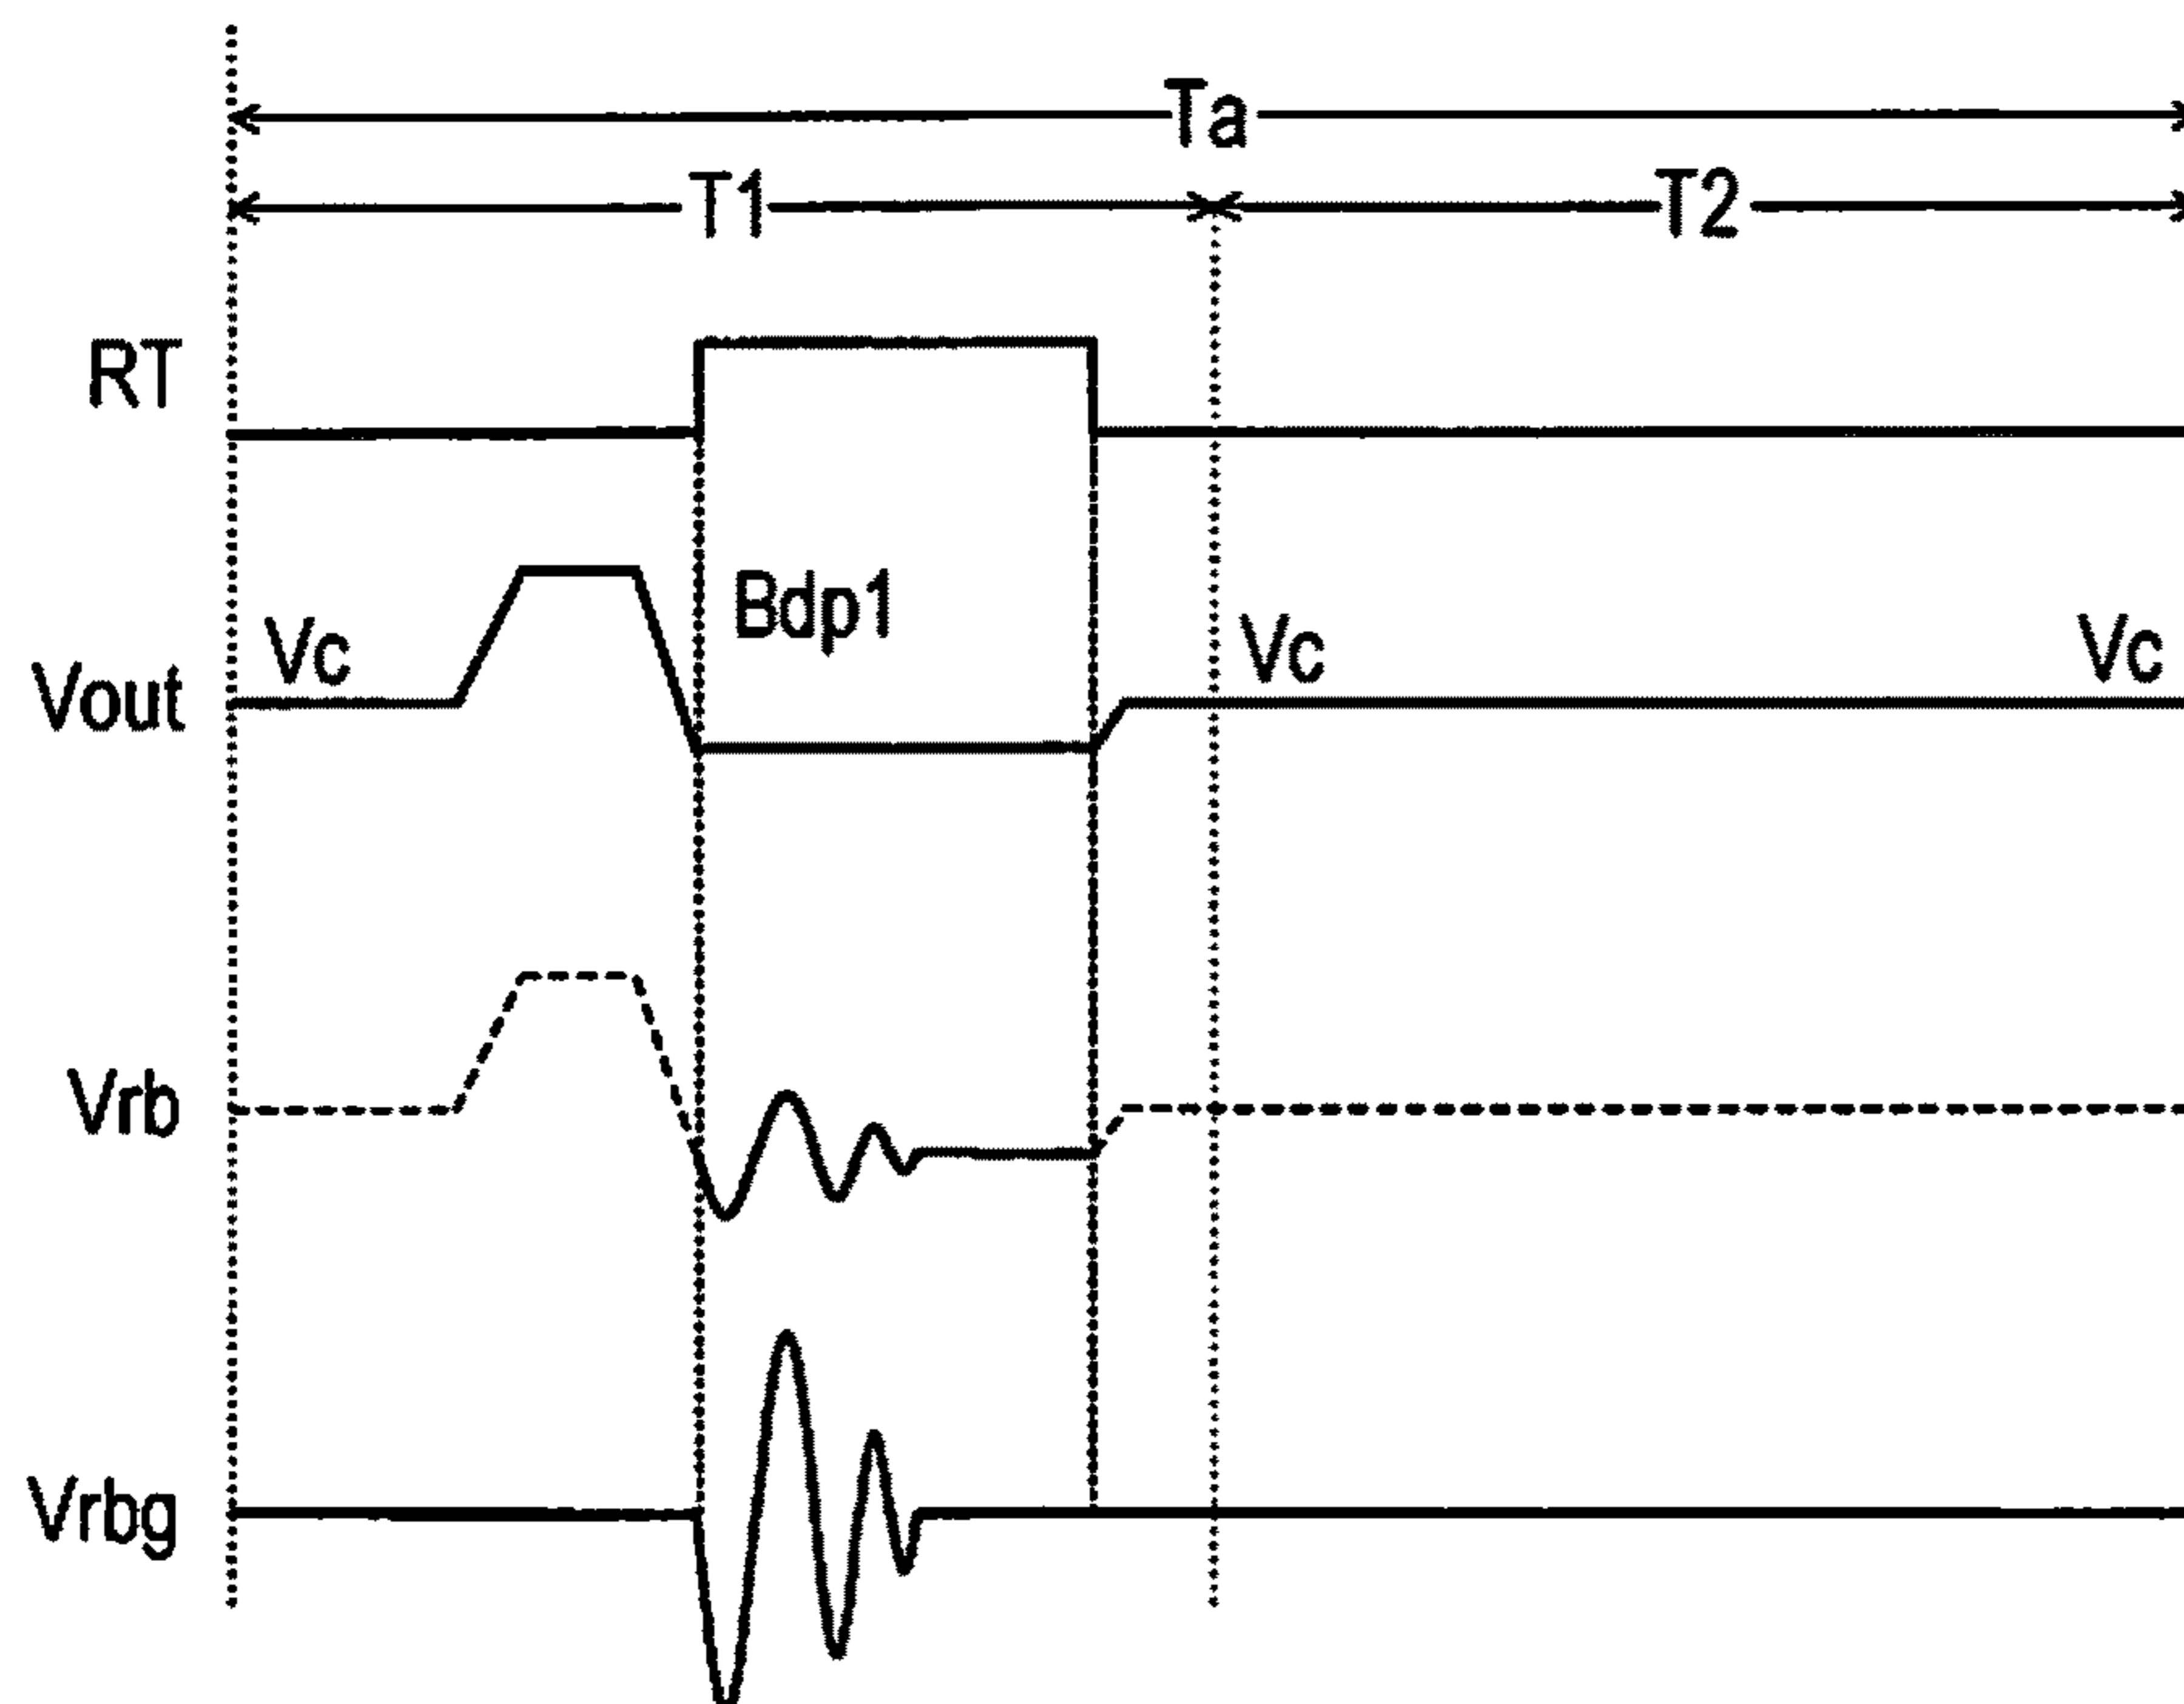 Ta
T1 T2
RT
Bdp1
Vc Vc Vc
Vout
Vrb
Vrbg